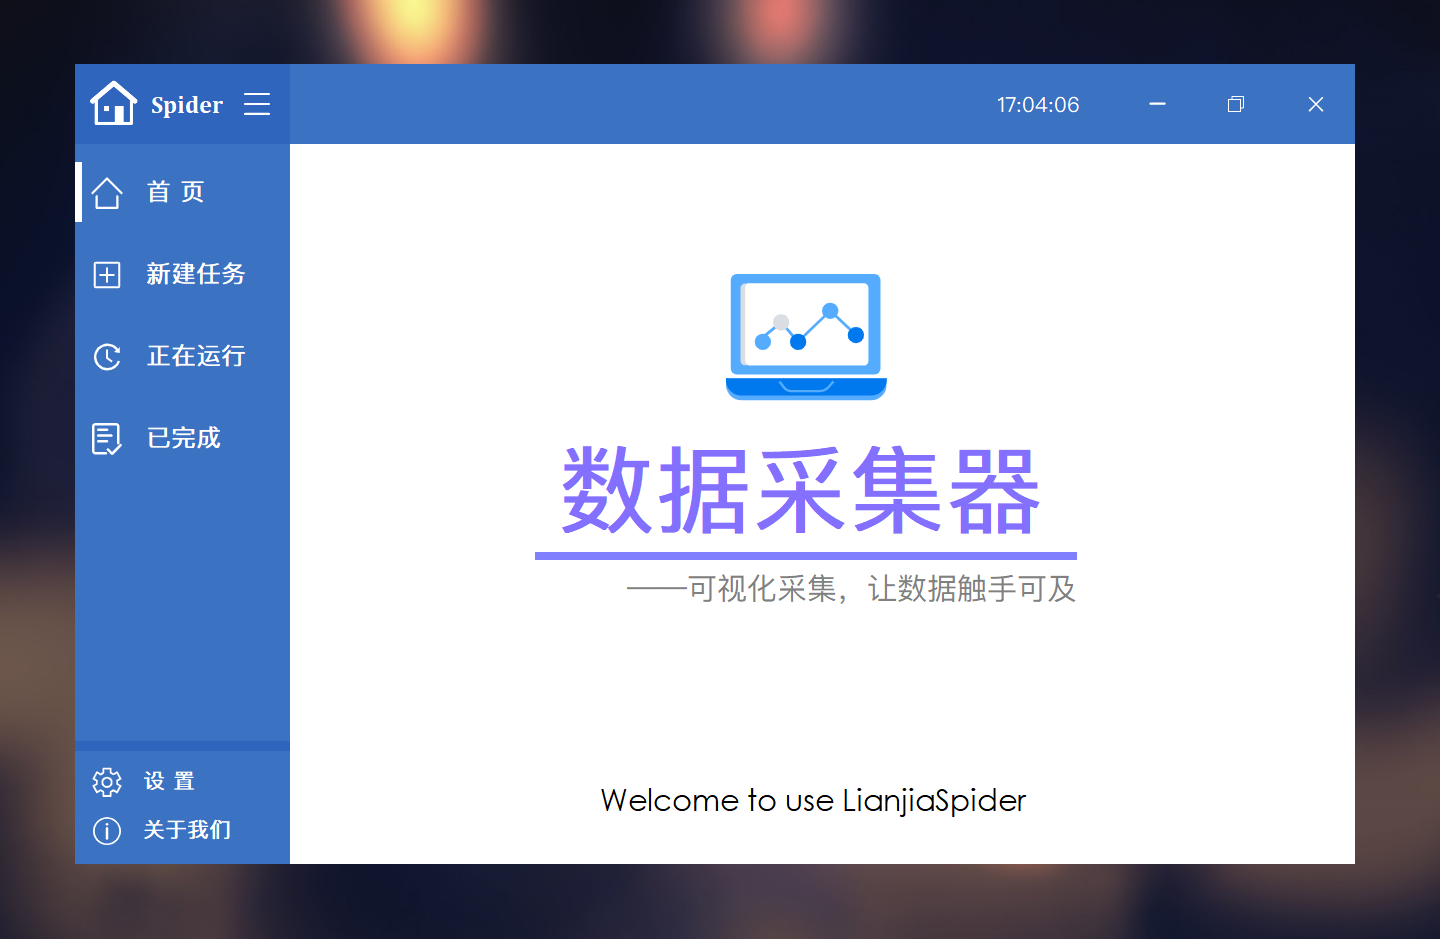 Spider
17:04:06
首 页
新建任务
正在运行
已完成
数据采集器
——可视化采集，让数据触手可及
Welcome to use LianjiaSpider
设 置
关于我们